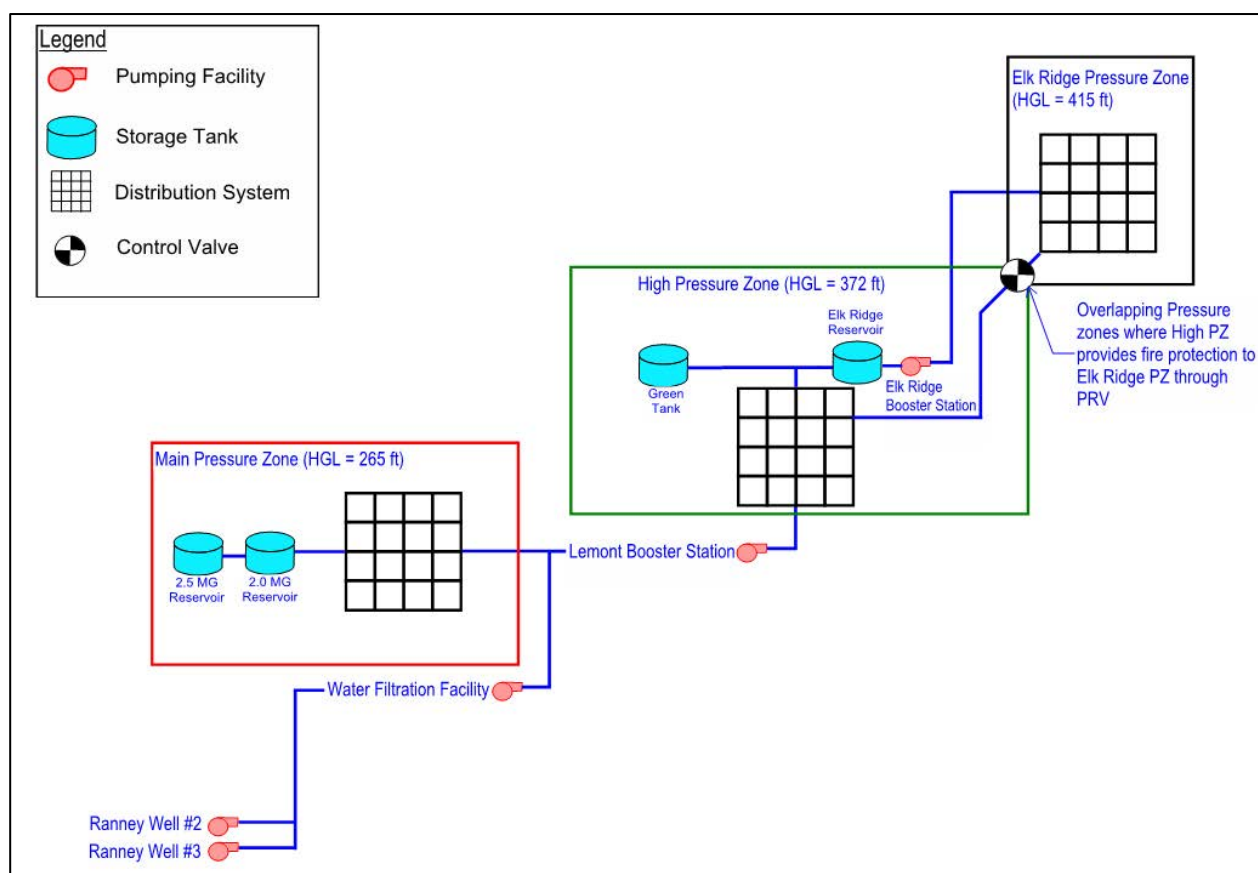 Legend
Pumping Facility
Storage Tank
Distribution System
Control Valve
Elk Ridge Pressure Zone
(HGL = 415 ft)
High Pressure Zone (HGL = 372 ft)
Elk Ridge
Reservoir
Green
Tank
Elk Ridge
Booster Station
Overlapping Pressure
zones where High PZ
provides fire protection to
Elk Ridge PZ through
PRV
Main Pressure Zone (HGL = 265 ft)
2.5 MG
Reservoir
2.0 MG
Reservoir
Lemont Booster Station
Water Filtration Facility
Ranney Well #2
Ranney Well #3